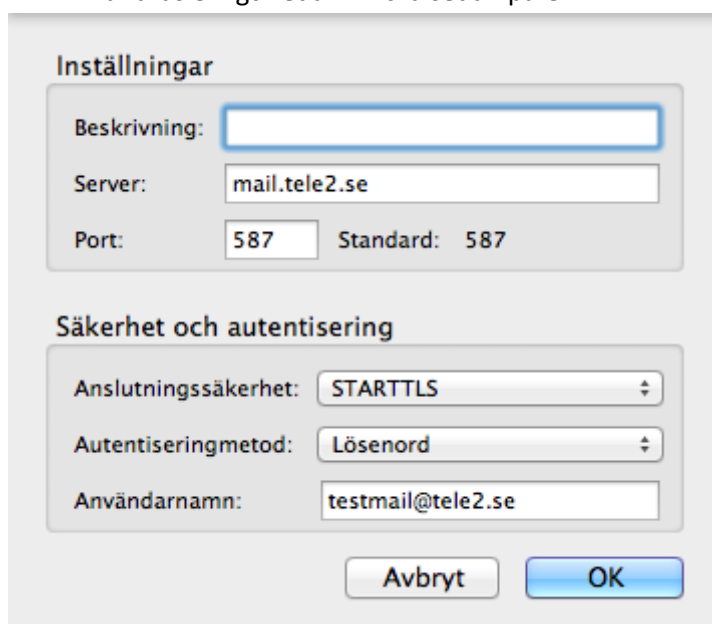 Inställningar
Beskrivning:
Server: mail.tele2.se
Port: 587 Standard: 587
Säkerhet och autentisering
Anslutningssäkerhet: STARTTLS
Autentiseringmetod: Lösenord
Användarnamn: testmail@tele2.se
Avbryt OK